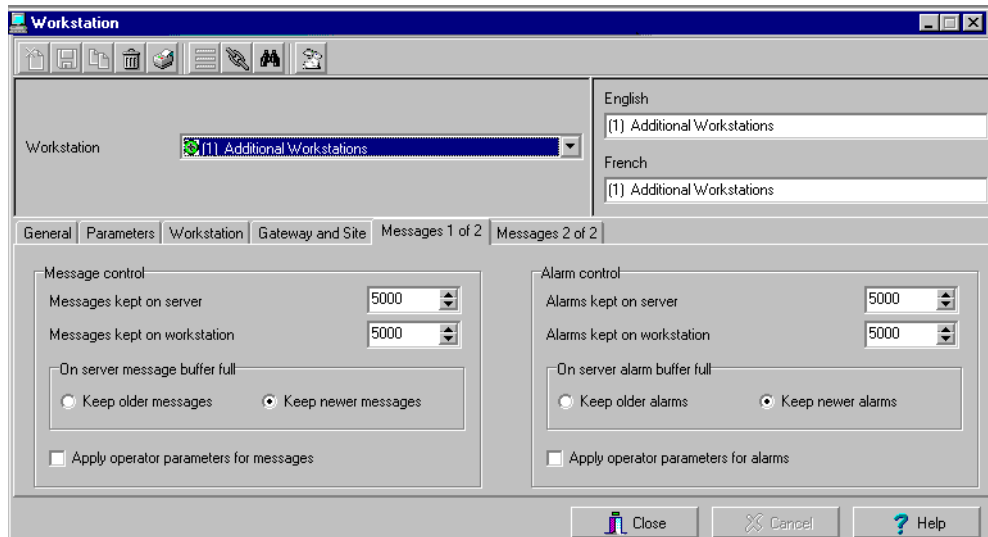 Workstation
English
(1) Additional Workstations
Workstation
(1) Additional Workstations
French
(1) Additional Workstations
General Parameters Workstation Gateway and Site Messages 1 of 2 Messages 2 of 2
Message control
Messages kept on server 5000
Messages kept on workstation 5000
On server message buffer full
Keep older messages Keep newer messages
Apply operator parameters for messages
Alarm control
Alarms kept on server 5000
Alarms kept on workstation 5000
On server alarm buffer full
Keep older alarms Keep newer alarms
Apply operator parameters for alarms
Close Cancel Help